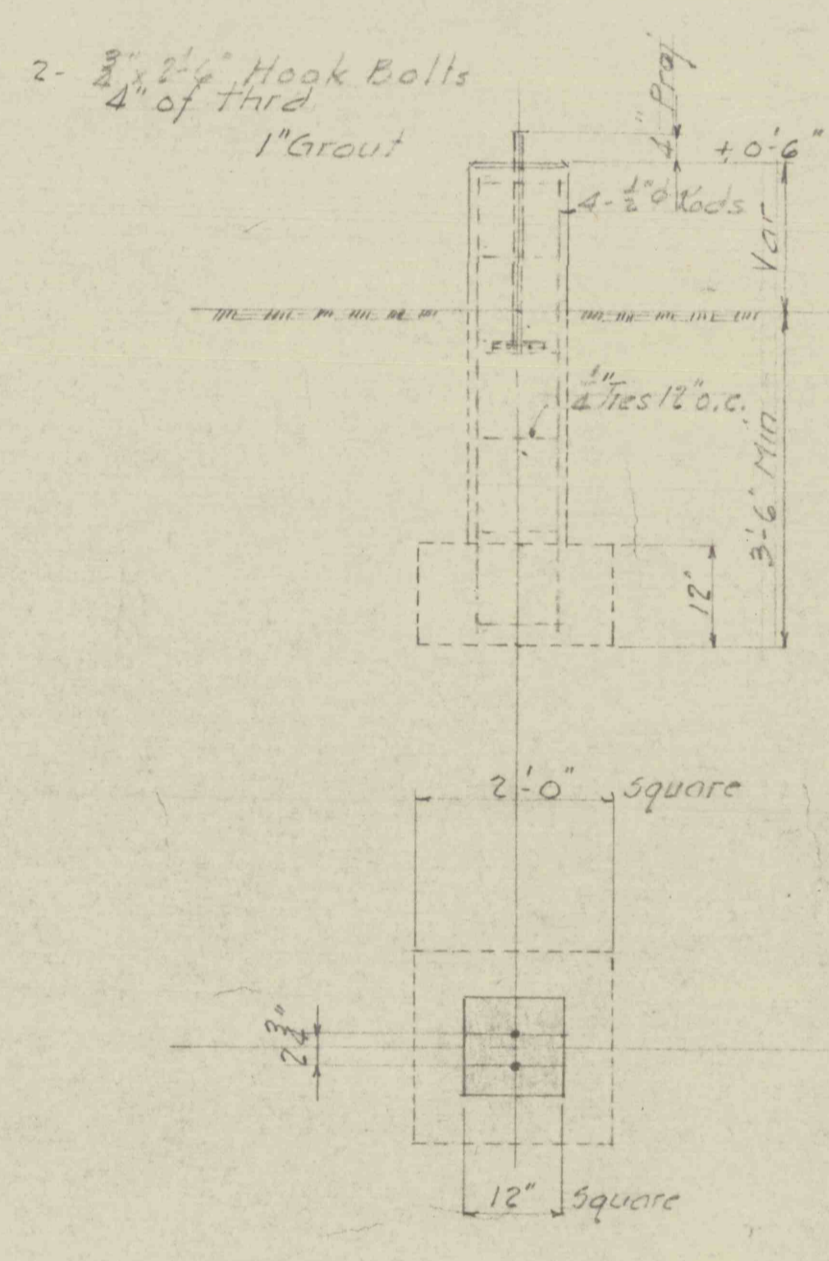 2- 3/4" x 2'-6" Hook Bolts
4" of thrd
1" Grout
4" Proj
+0'-6"
4-1/2"φ Rods
Var
1/4" Ties 12" o.c.
3'-6" Min
12"
2'-0" square
2 3/4"
12" square